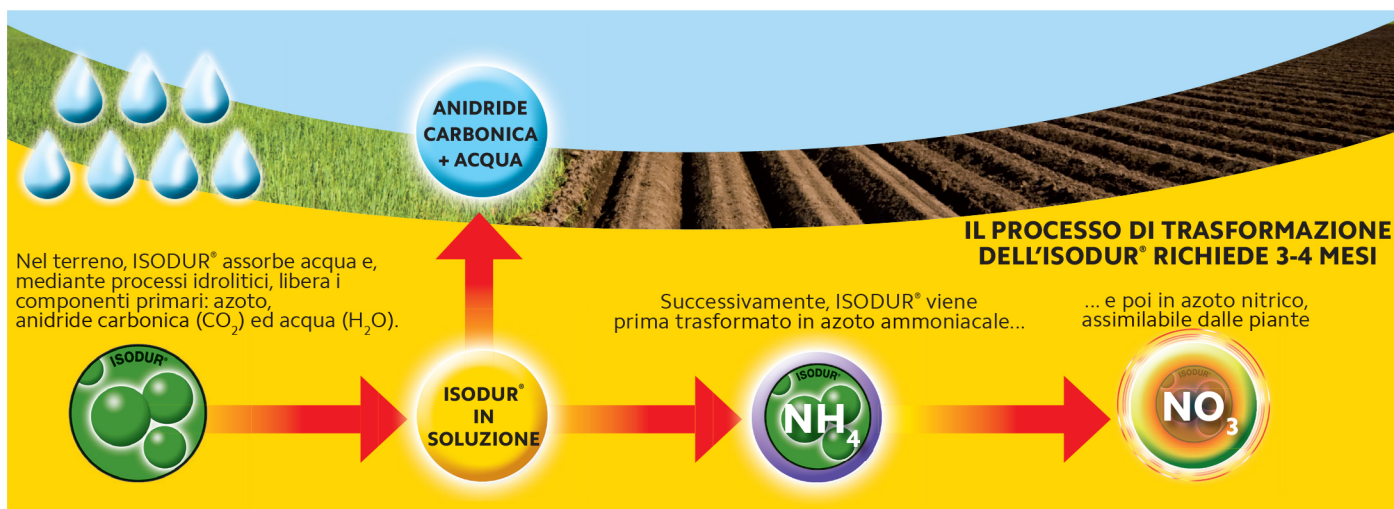 ANIDRIDE
CARBONICA
+ ACQUA
IL PROCESSO DI TRASFORMAZIONE
DELL'ISODUR® RICHIEDE 3-4 MESI
Nel terreno, ISODUR® assorbe acqua e,
mediante processi idrolitici, libera i
componenti primari: azoto,
anidride carbonica (CO₂) ed acqua (H₂O).
Successivamente, ISODUR® viene
prima trasformato in azoto ammoniacale...
... e poi in azoto nitrico,
assimilabile dalle piante
ISODUR®
ISODUR®
IN
SOLUZIONE
ISODUR®
NH₄
ISODUR®
NO₃